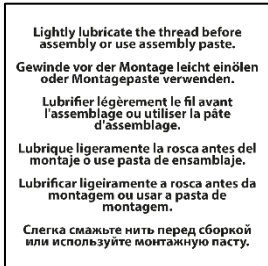 Lightly lubricate the thread before
assembly or use assembly paste.
Gewinde vor der Montage leicht einölen
oder Montagepaste verwenden.
Lubrifier légèrement le fil avant
l'assemblage ou utiliser la pâte
d'assemblage.
Lubrique ligeramente la rosca antes del
montaje o use pasta de ensamblaje.
Lubrificar ligeiramente a rosca antes da
montagem ou usar a pasta de
montagem.
Слегка смажьте нить перед сборкой
или используйте монтажную пасту.